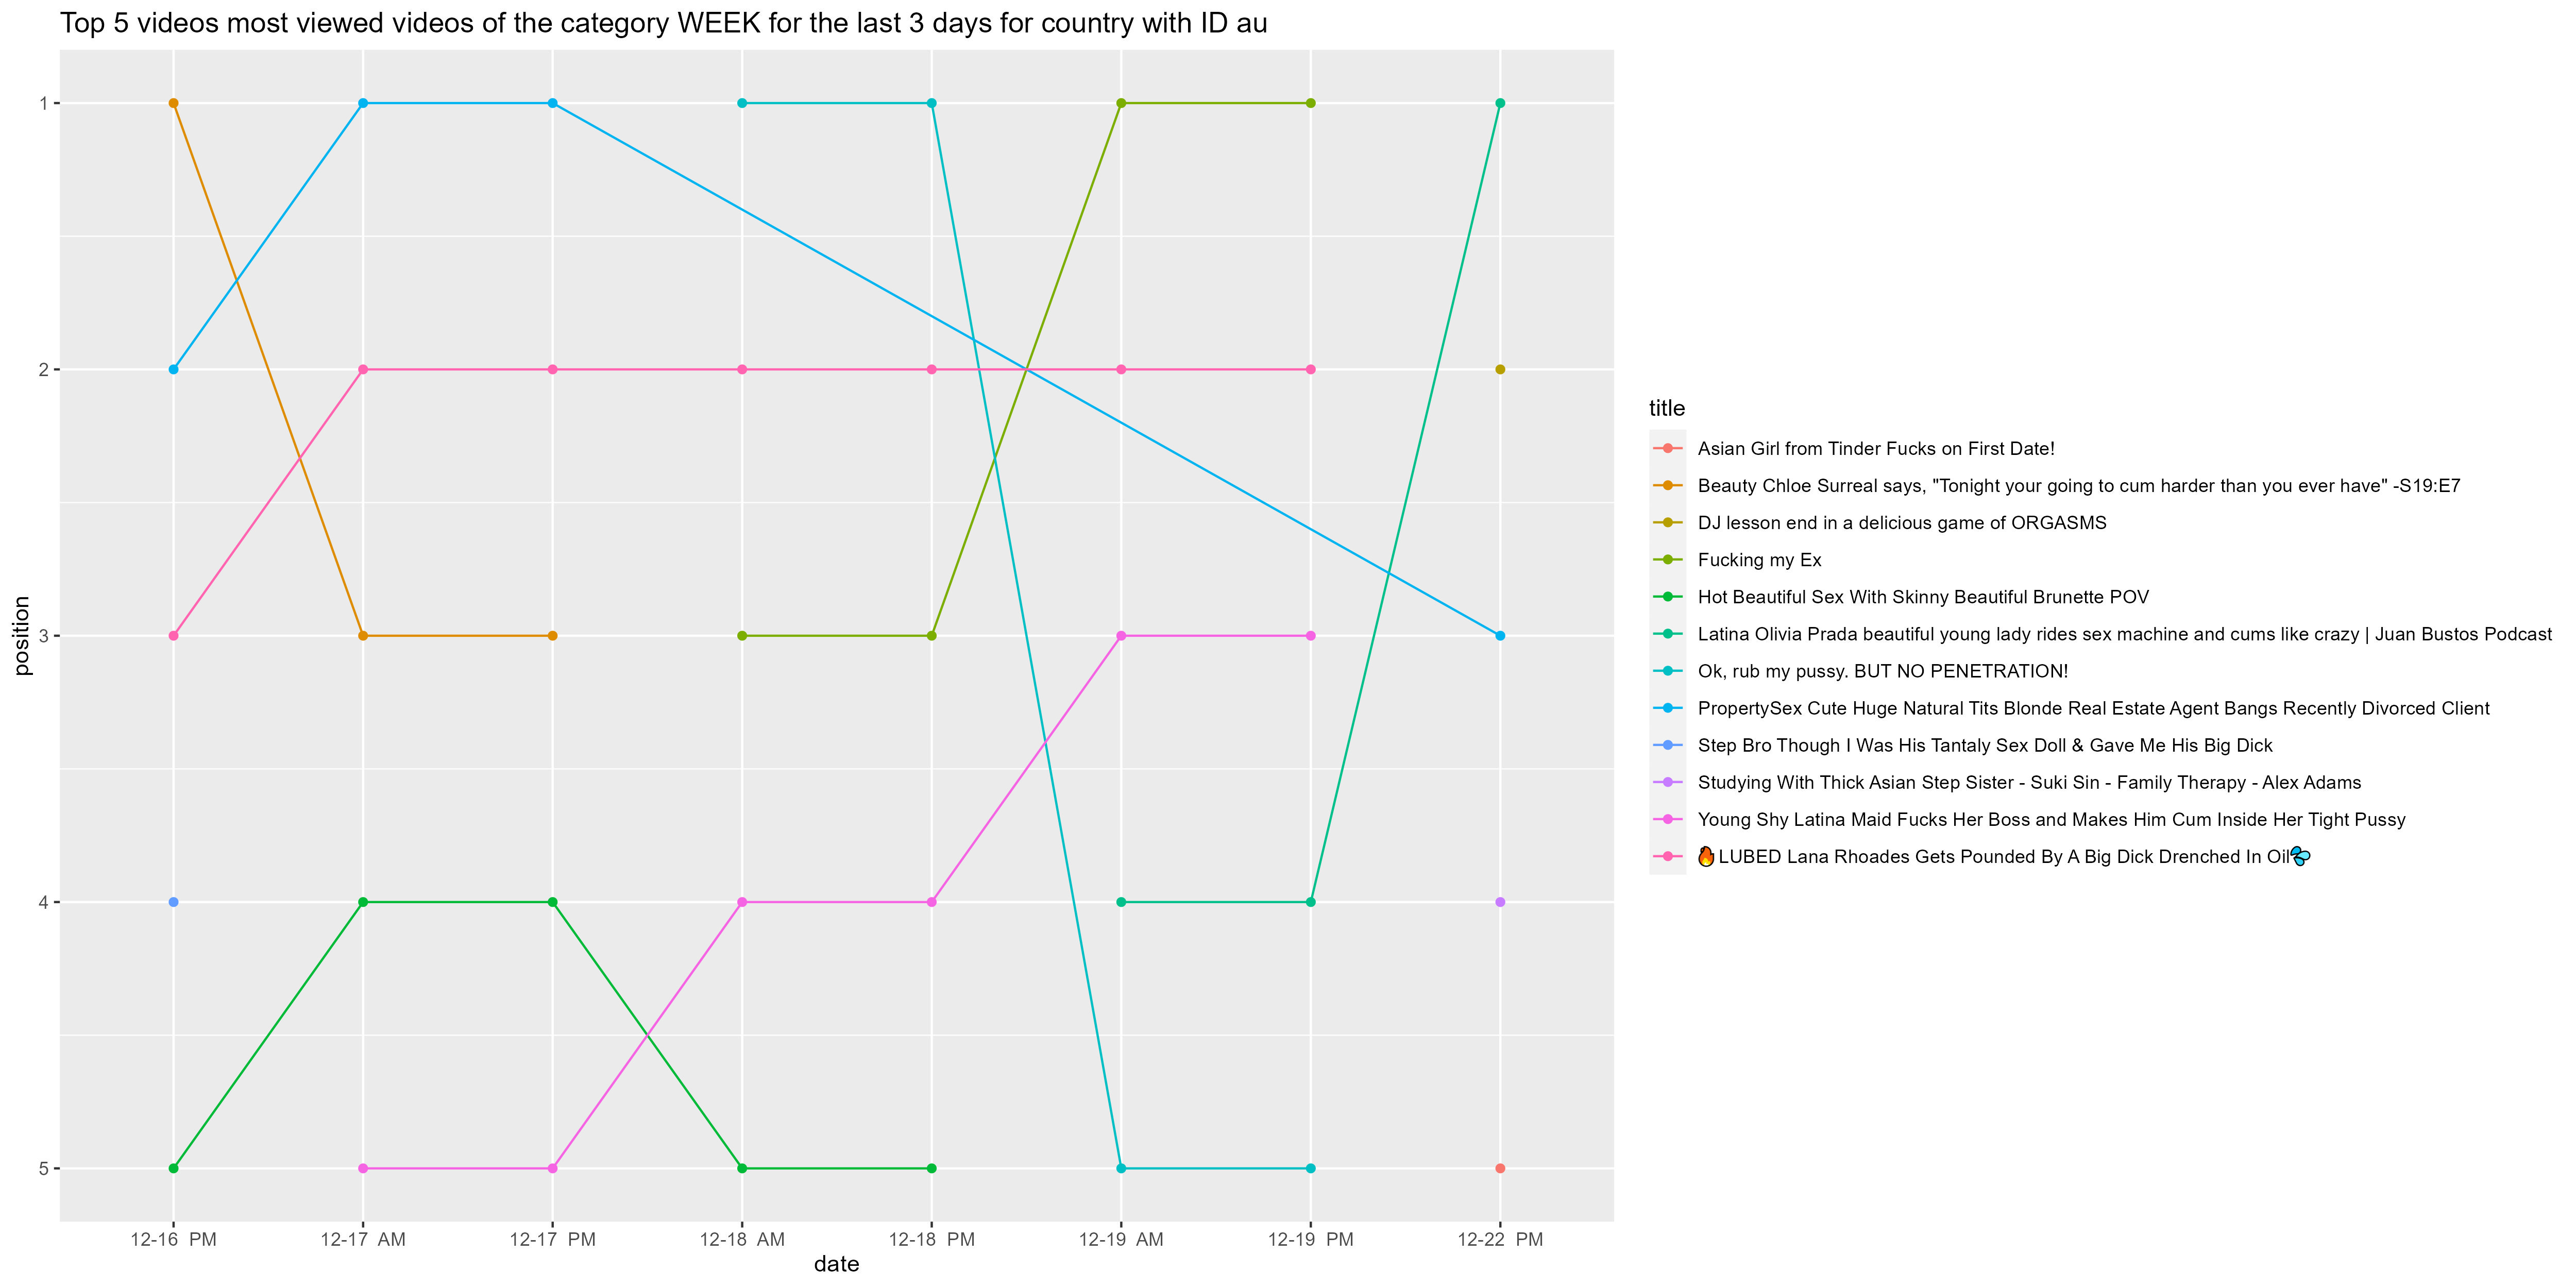 Top 5 videos most viewed videos of the category WEEK for the last 3 days for country with ID au
position
1
2
3
4
5
12-16 PM
12-17 AM
12-17 PM
12-18 AM
12-18 PM
12-19 AM
12-19 PM
12-22 PM
date
title
Asian Girl from Tinder Fucks on First Date!
Beauty Chloe Surreal says, "Tonight your going to cum harder than you ever have" -S19:E7
DJ lesson end in a delicious game of ORGASMS
Fucking my Ex
Hot Beautiful Sex With Skinny Beautiful Brunette POV
Latina Olivia Prada beautiful young lady rides sex machine and cums like crazy | Juan Bustos Podcast
Ok, rub my pussy. BUT NO PENETRATION!
PropertySex Cute Huge Natural Tits Blonde Real Estate Agent Bangs Recently Divorced Client
Step Bro Though I Was His Tantaly Sex Doll & Gave Me His Big Dick
Studying With Thick Asian Step Sister - Suki Sin - Family Therapy - Alex Adams
Young Shy Latina Maid Fucks Her Boss and Makes Him Cum Inside Her Tight Pussy
🔥LUBED Lana Rhoades Gets Pounded By A Big Dick Drenched In Oil💦